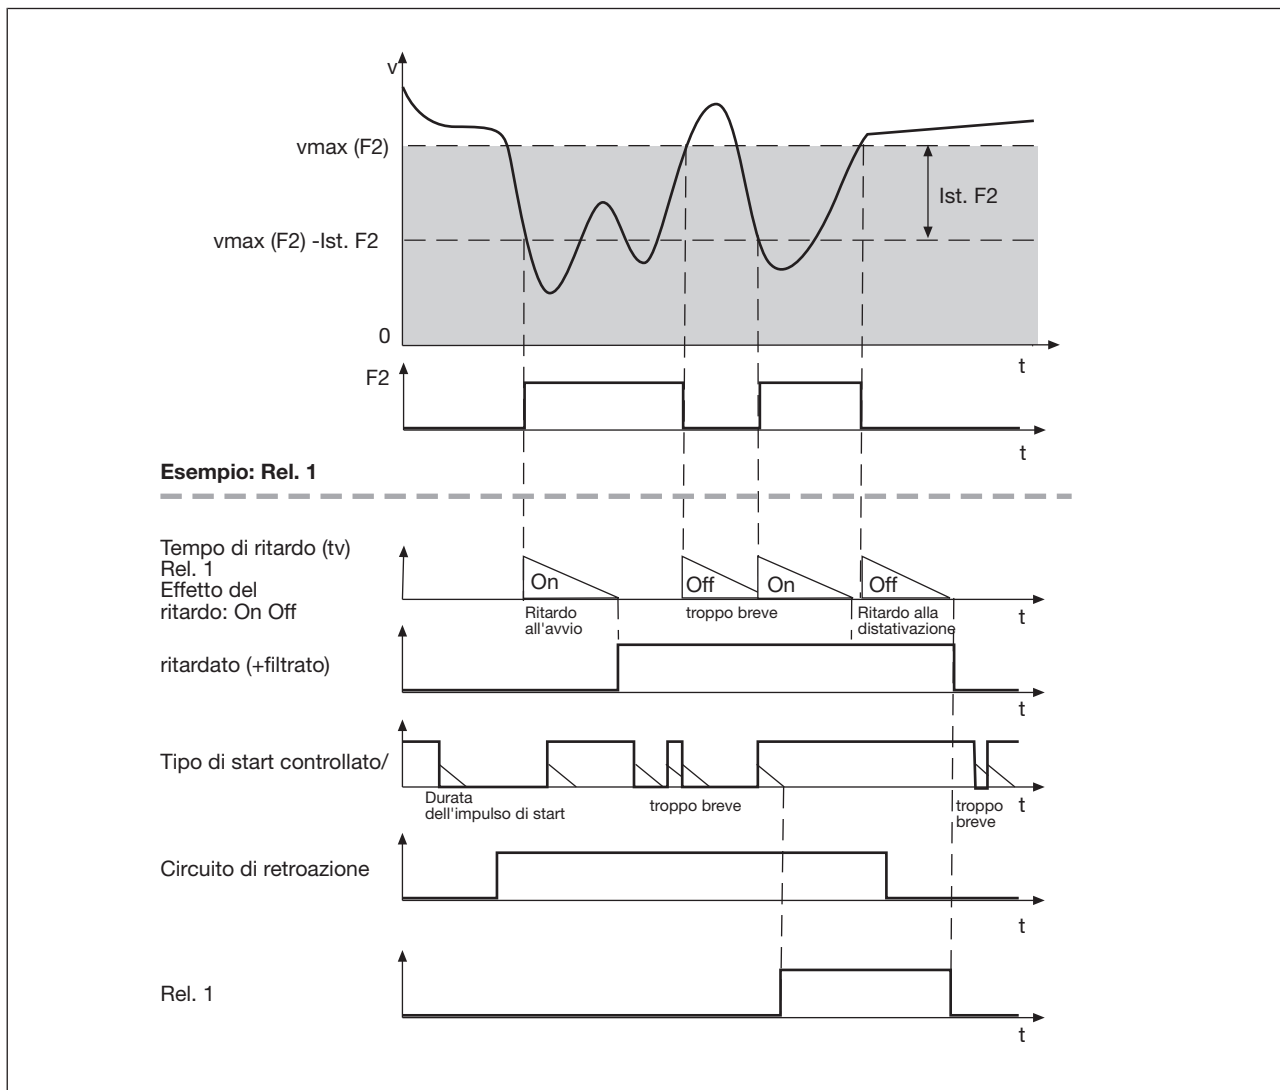 v
vmax (F2)
Ist. F2
vmax (F2) -Ist. F2
0
t
F2
t
Esempio: Rel. 1
Tempo di ritardo (tv)
Rel. 1
Effetto del
ritardo: On Off
On
Off
On
Off
t
Ritardo
all'avvio
troppo breve
Ritardo alla
distativazione
ritardato (+filtrato)
t
Tipo di start controllato/
t
Durata
dell'impulso di start
troppo breve
troppo
breve
Circuito di retroazione
t
Rel. 1
t